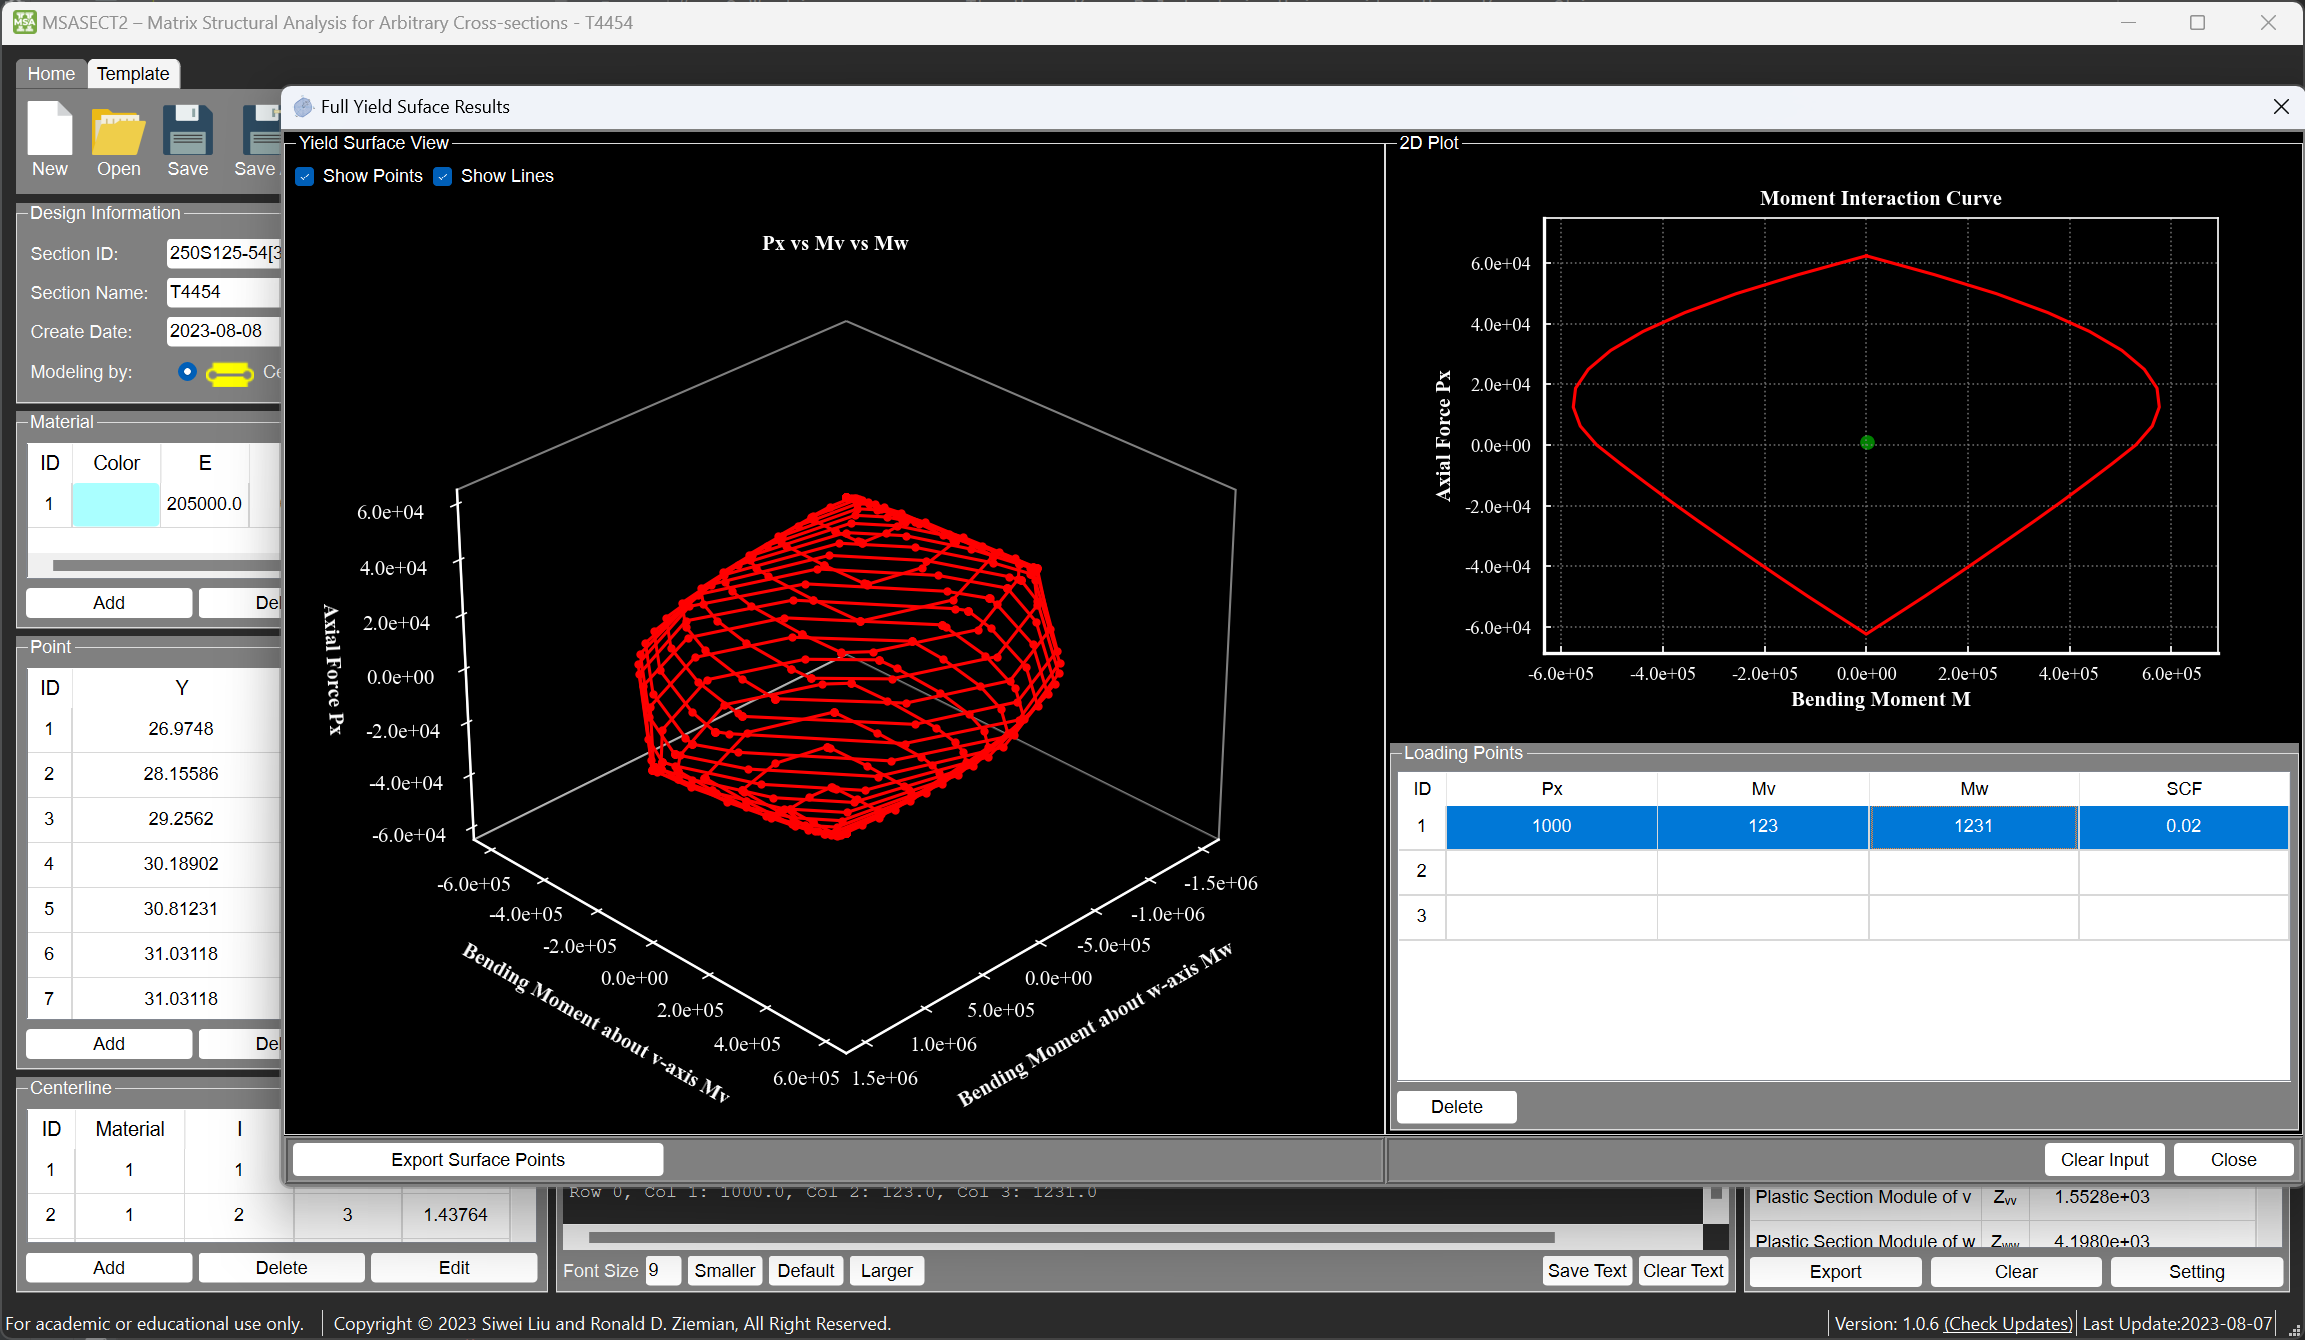 MSASECT2 – Matrix Structural Analysis for Arbitrary Cross-sections - T4454
Home Template
New Open Save Save
Design Information
Section ID: 250S125-54[3
Section Name: T4454
Create Date: 2023-08-08
Modeling by: Ce
Material
ID Color E
1 205000.0
Add Del
Point
ID Y
1 26.9748
2 28.15586
3 29.2562
4 30.18902
5 30.81231
6 31.03118
7 31.03118
Add Del
Centerline
ID Material I
1 1 1
2 1 2 3 1.43764
Add Delete Edit
Full Yield Suface Results
Yield Surface View
Show Points Show Lines
Px vs Mv vs Mw
6.0e+04
4.0e+04
2.0e+04
0.0e+00
-2.0e+04
-4.0e+04
-6.0e+04
Axial Force Px
-6.0e+05
-4.0e+05
-2.0e+05
0.0e+00
2.0e+05
4.0e+05
6.0e+05
Bending Moment about v-axis Mv
-1.5e+06
-1.0e+06
-5.0e+05
0.0e+00
5.0e+05
1.0e+06
1.5e+06
Bending Moment about w-axis Mw
Export Surface Points
2D Plot
Moment Interaction Curve
6.0e+04
4.0e+04
2.0e+04
0.0e+00
-2.0e+04
-4.0e+04
-6.0e+04
Axial Force Px
-6.0e+05 -4.0e+05 -2.0e+05 0.0e+00 2.0e+05 4.0e+05 6.0e+05
Bending Moment M
Loading Points
ID Px Mv Mw SCF
1 1000 123 1231 0.02
2
3
Delete
Clear Input Close
Row 0, Col 1: 1000.0, Col 2: 123.0, Col 3: 1231.0
Font Size 9 Smaller Default Larger Save Text Clear Text
Plastic Section Module of v Zvv 1.5528e+03
Plastic Section Module of w Zww 4.1980e+03
Export Clear Setting
For academic or educational use only. Copyright © 2023 Siwei Liu and Ronald D. Ziemian, All Right Reserved.
Version: 1.0.6 (Check Updates) Last Update:2023-08-07